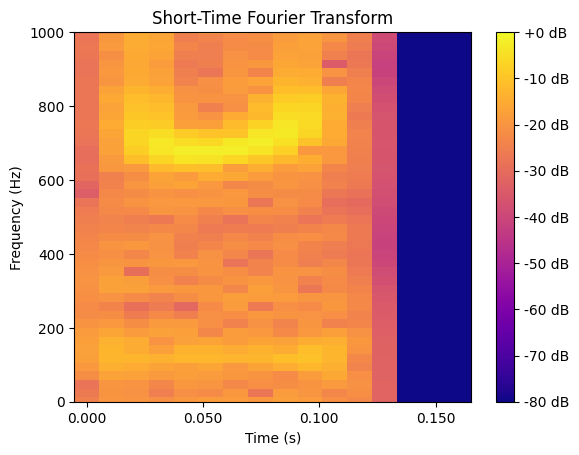 Short-Time Fourier Transform
1000
800
600
400
200
0
Frequency (Hz)
0.000
0.050
0.100
0.150
Time (s)
+0 dB
-10 dB
-20 dB
-30 dB
-40 dB
-50 dB
-60 dB
-70 dB
-80 dB